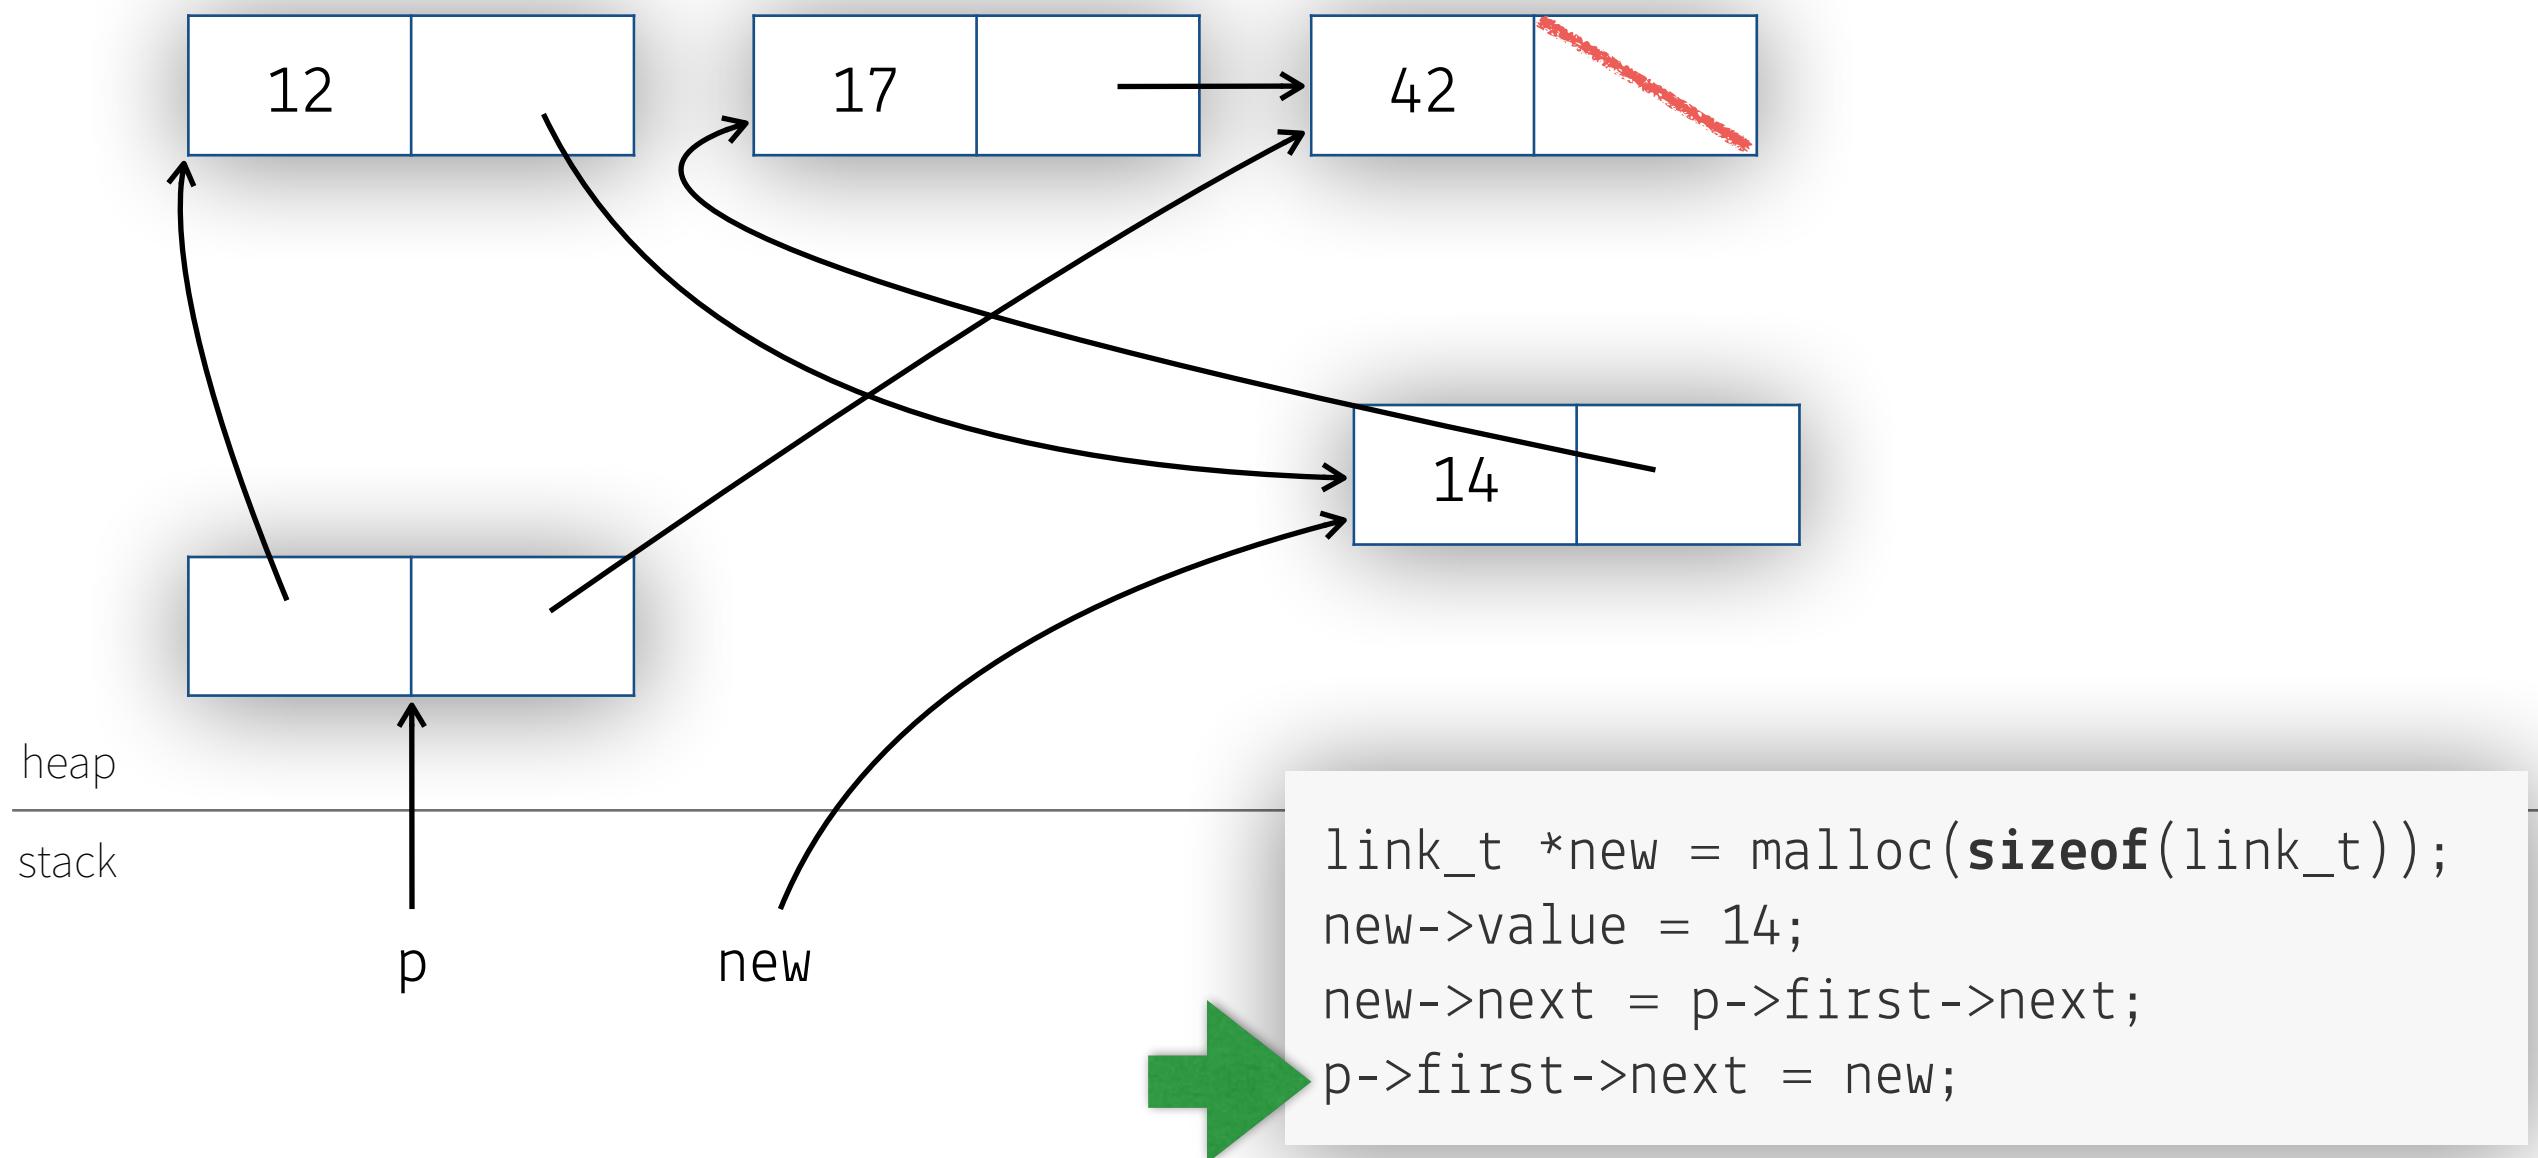 12
17
42
14
heap
stack
p
new
link_t *new = malloc(sizeof(link_t));
new->value = 14;
new->next = p->first->next;
p->first->next = new;